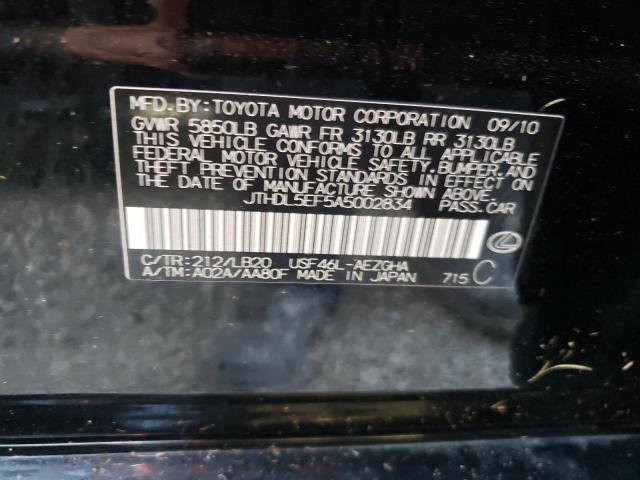 MFD.BY:TOYOTA MOTOR CORPORATION 09/10
GVWR 5850LB GAWR FR 3130LB RR 3130LB
THIS VEHICLE CONFORMS TO ALL APPLICABLE
FEDERAL MOTOR VEHICLE SAFETY,BUMPER,AND
THEFT PREVENTION STANDARDS IN EFFECT ON
THE DATE OF MANUFACTURE SHOWN ABOVE.
JTHDL5EF5A5002834 PASS.CAR
C/TR:212/LB20 USF46L-AEZGHA
A/TM:A02A/AA80F MADE IN JAPAN 715 C